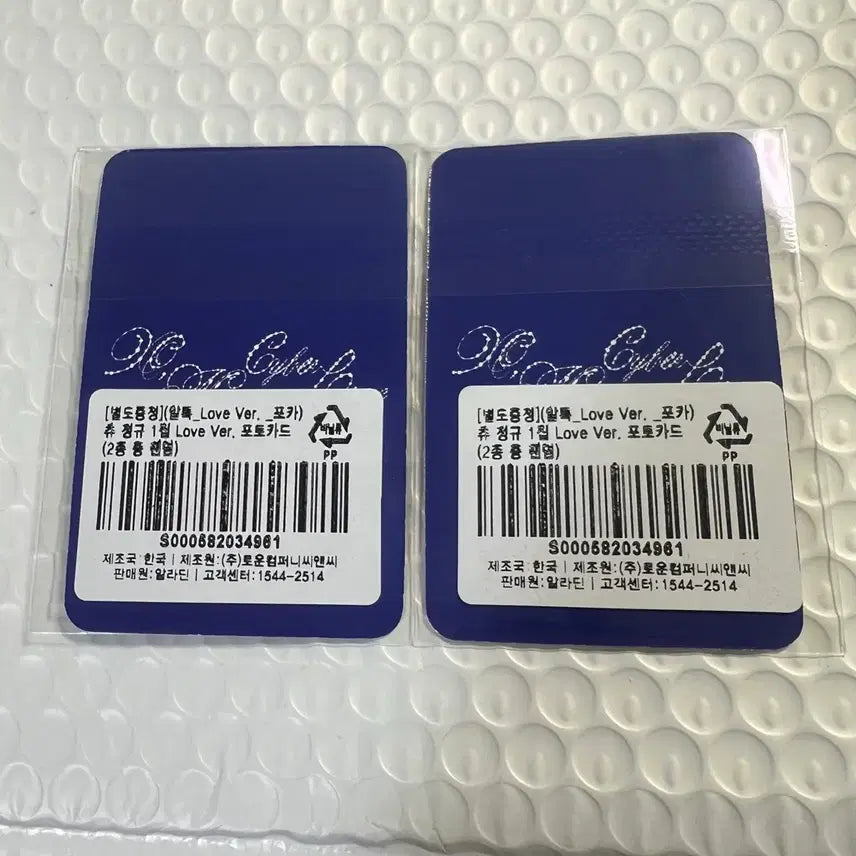 XO,
Cyber
[별도증정](알특_Love Ver. _포카)
츄 정규 1집 Love Ver. 포토카드
(2종 중 랜덤)
비닐류
PP
S000582034961
제조국 한국 | 제조원:(주)로운컴퍼니씨앤씨
판매원:알라딘 | 고객센터:1544-2514
XO,
Cyber
[별도증정](알특_Love Ver. _포카)
츄 정규 1집 Love Ver. 포토카드
(2종 중 랜덤)
비닐류
PP
S000582034961
제조국 한국 | 제조원:(주)로운컴퍼니씨앤씨
판매원:알라딘 | 고객센터:1544-2514